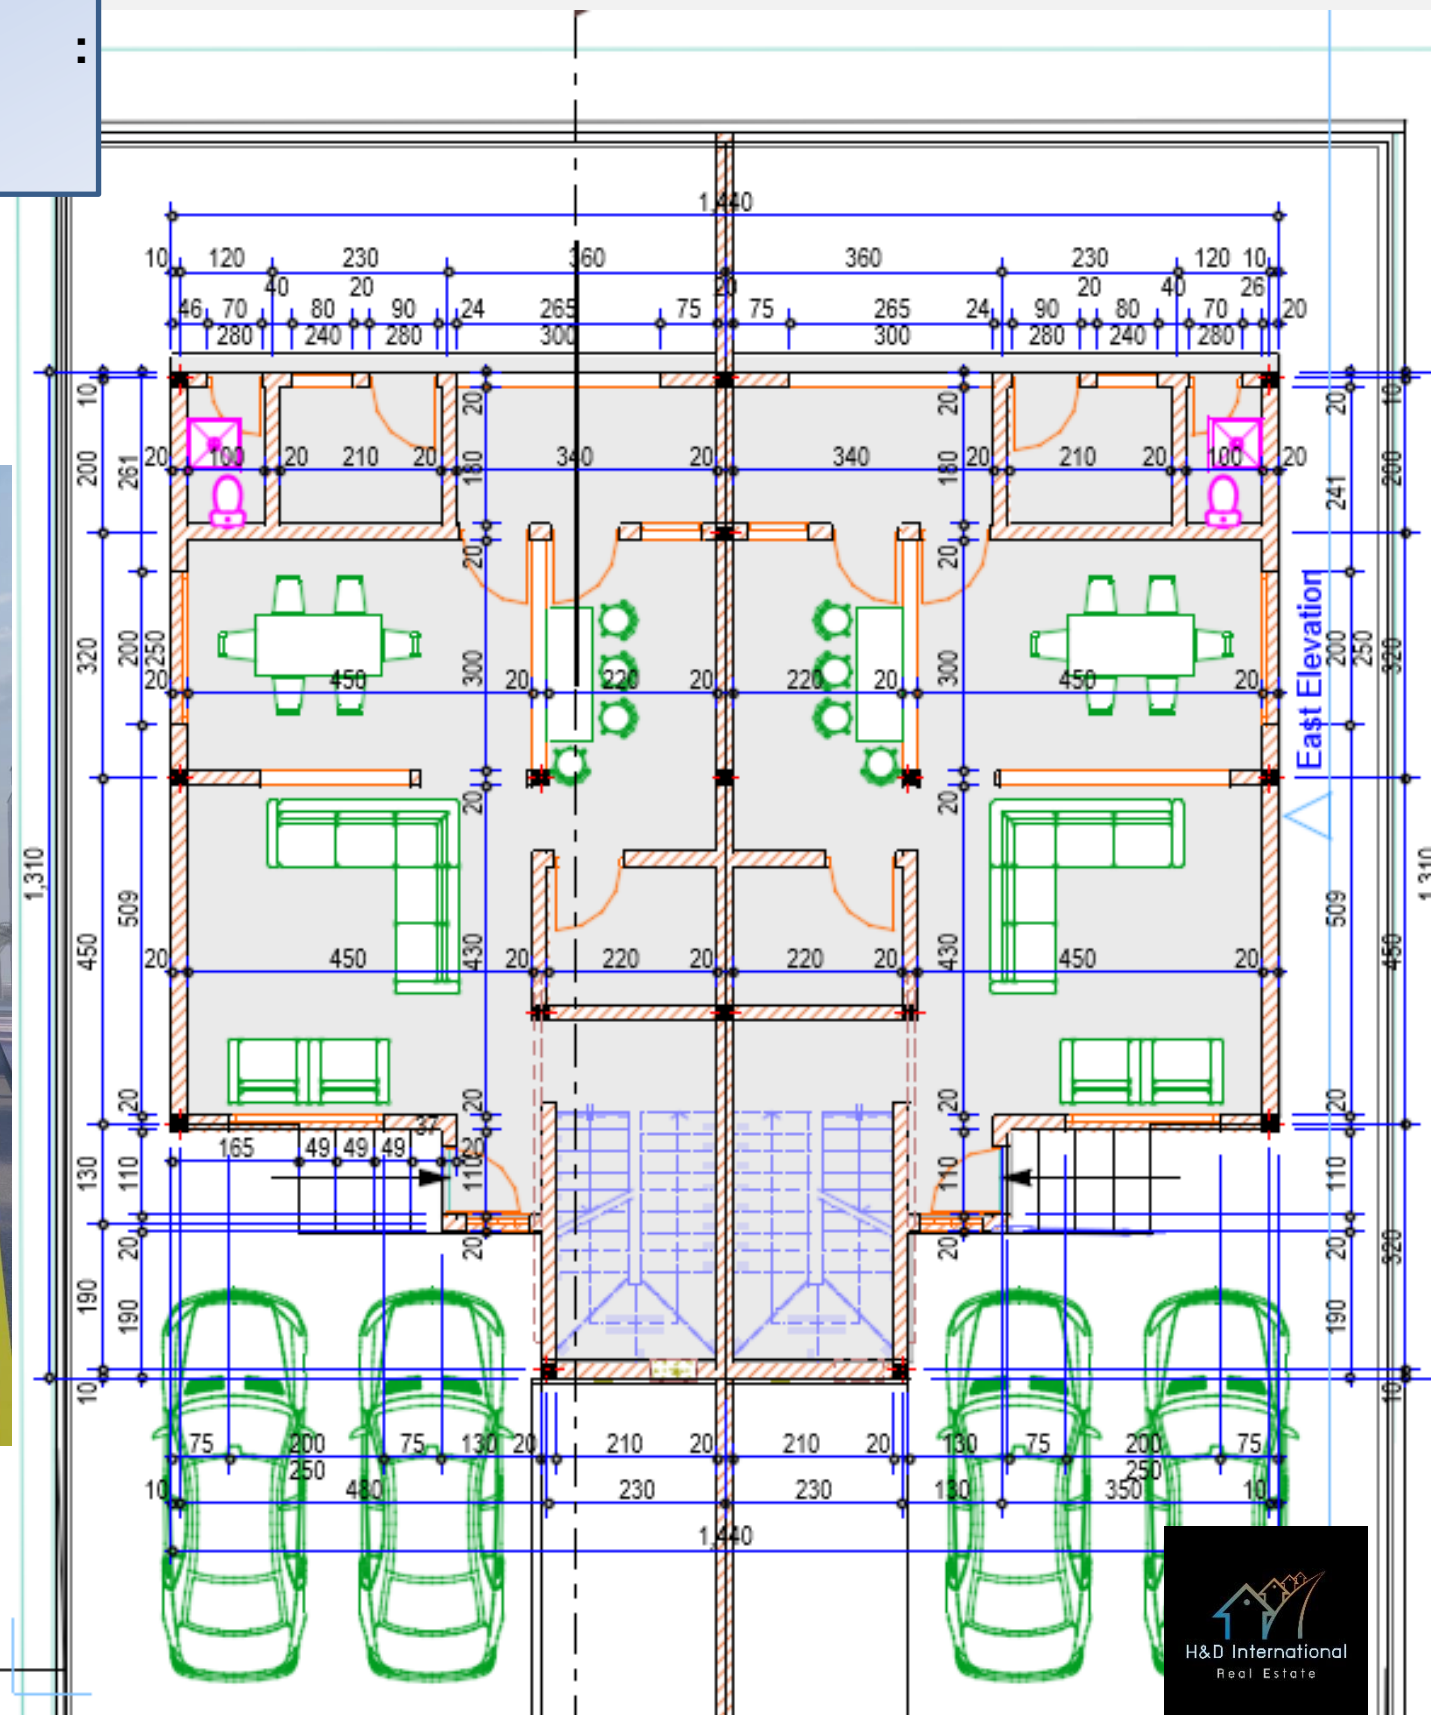 :
1,440
10 120 230 360 360 230 120 10
40 20 20 20 40 26
46 70 80 90 24 265 75 75 265 24 90 80 70 20
280 240 280 300 300 280 240 280
10 20 20 20 10
200 261 20 100 20 210 20 180 340 20 340 180 20 210 20 100 20 241 200
20 20
East Elevation
320 200 250 300 300 200 250 320
20 450 20 220 20 220 20 450 20
20 20
1,310 1,310
509 509
450 20 450 430 20 220 20 220 20 430 450 20 450
20 20 20 20
37
165 49 49 49 20
130 110 110 110 110
20 20 20 20 320
190 190 190
10 10
75 200 75 130 20 210 20 210 20 130 75 200 75
250 250
10 480 230 230 130 350 10
1,440
H&D International
Real Estate